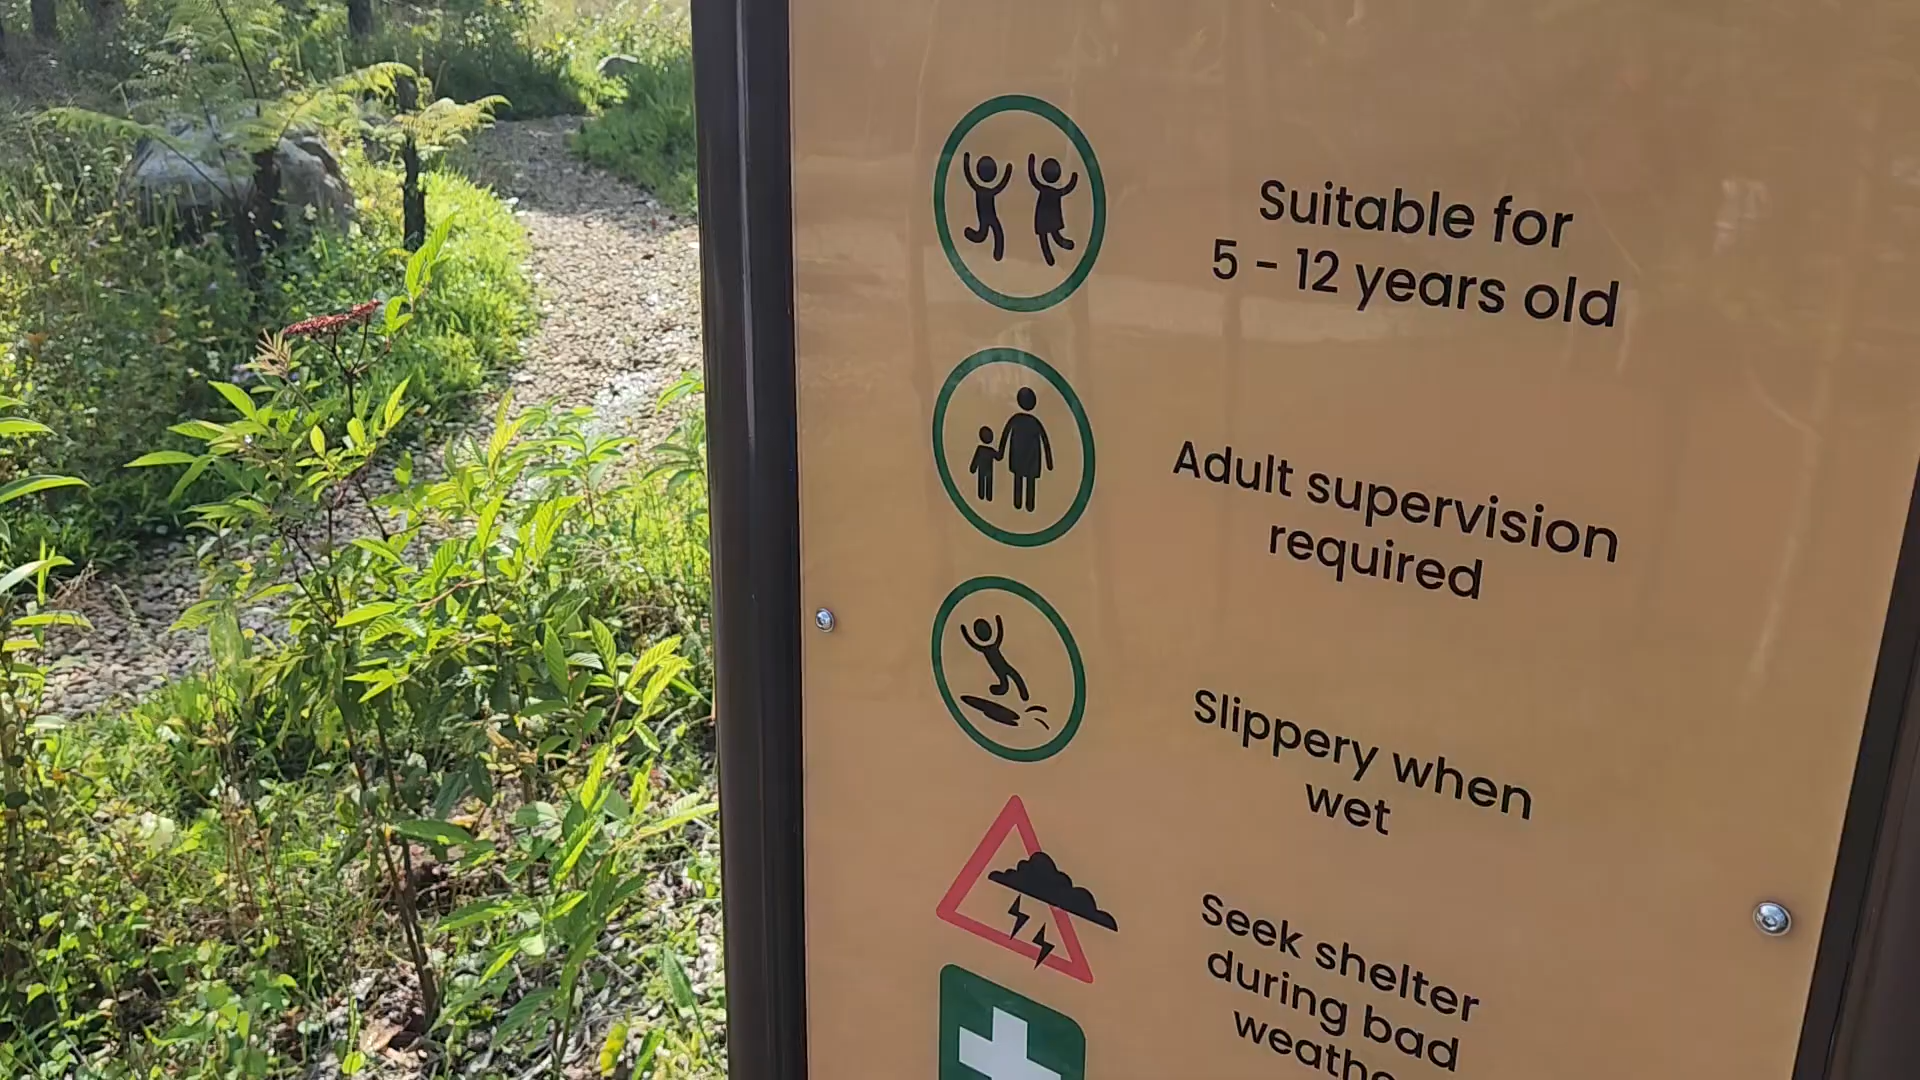 Suitable for
5 - 12 years old
Adult supervision
required
Slippery when
wet
Seek shelter
during bad